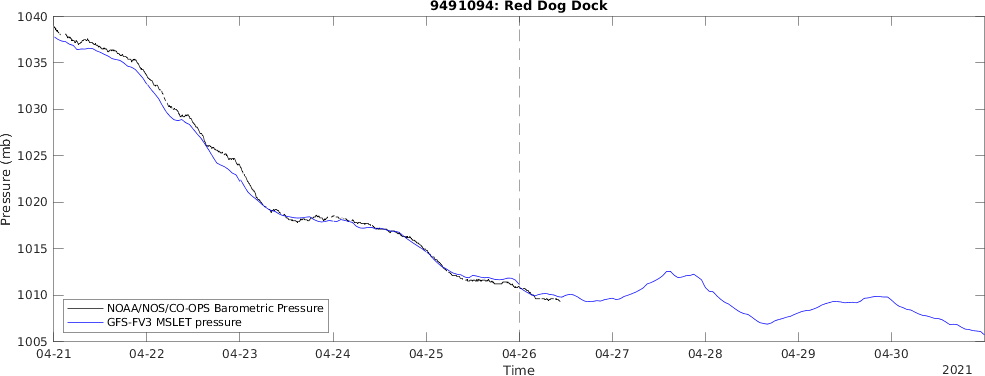 9491094: Red Dog Dock
1040
1035
1030
1025
1020
1015
1010
1005
Pressure (mb)
NOAA/NOS/CO-OPS Barometric Pressure
GFS-FV3 MSLET pressure
04-21 04-22 04-23 04-24 04-25 04-26 04-27 04-28 04-29 04-30
Time
2021